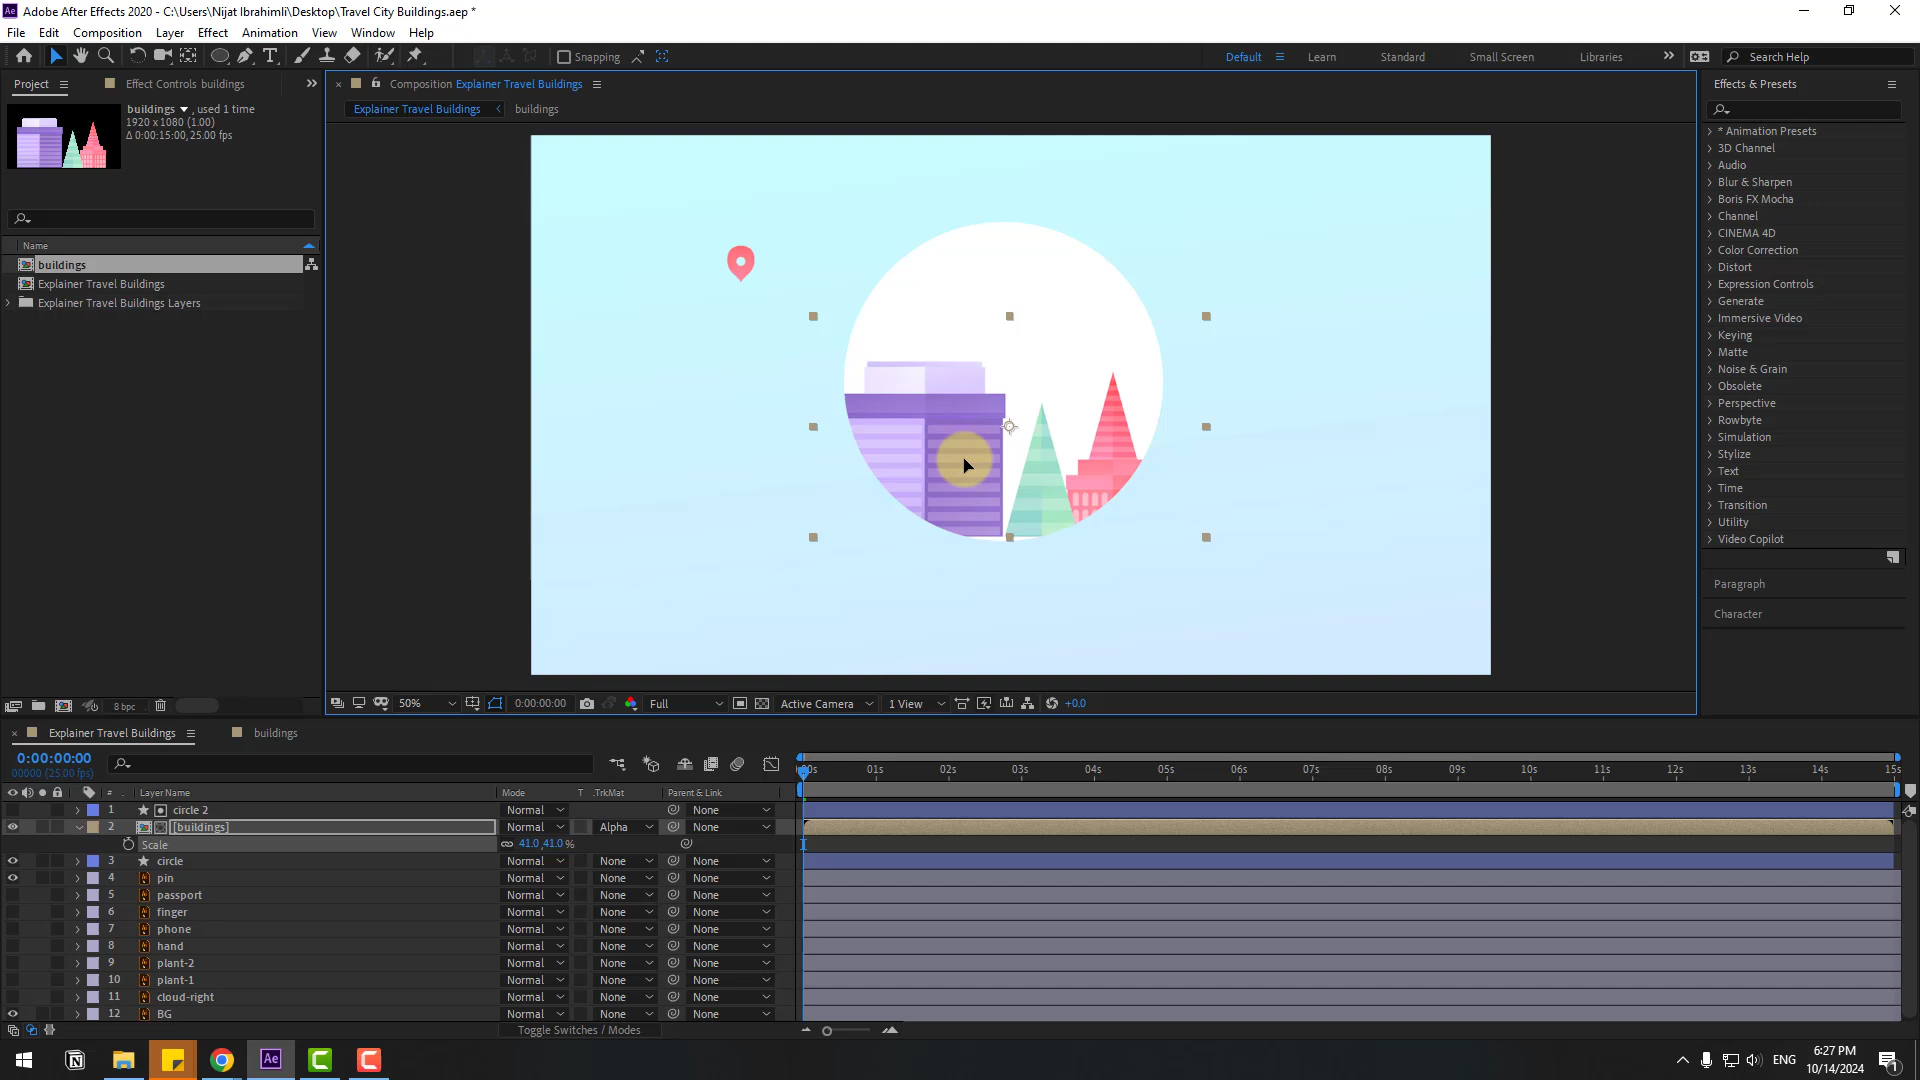 Adobe After Effects 2020 - C:\Users\Nijat Ibrahimli\Desktop\Travel City Buildings.aep *
File Edit Composition Layer Effect Animation View Window Help
Snapping
Default Learn Standard Small Screen Libraries Search Help
Project Effect Controls buildings
buildings , used 1 time
1920 x 1080 (1.00)
Δ 0:00:15:00, 25.00 fps
Name
buildings
Explainer Travel Buildings
Explainer Travel Buildings Layers
8 bpc
Composition Explainer Travel Buildings
Explainer Travel Buildings buildings
50% 0:00:00:00 Full Active Camera 1 View +0.0
Effects & Presets
* Animation Presets
3D Channel
Audio
Blur & Sharpen
Boris FX Mocha
Channel
CINEMA 4D
Color Correction
Distort
Expression Controls
Generate
Immersive Video
Keying
Matte
Noise & Grain
Obsolete
Perspective
Rowbyte
Simulation
Stylize
Text
Time
Transition
Utility
Video Copilot
Paragraph
Character
Explainer Travel Buildings buildings
0:00:00:00
00000 (25.00 fps)
01s 02s 03s 04s 05s 06s 07s 08s 09s 10s 11s 12s 13s 14s 15s
# Layer Name Mode T .TrkMat Parent & Link
1 circle 2 Normal None
2 [buildings] Normal Alpha None
Scale 41.0,41.0%
3 circle Normal None None
4 pin Normal None None
5 passport Normal None None
6 finger Normal None None
7 phone Normal None None
8 hand Normal None None
9 plant-2 Normal None None
10 plant-1 Normal None None
11 cloud-right Normal None None
12 BG Normal None None
Toggle Switches / Modes
ENG
6:27 PM
10/14/2024